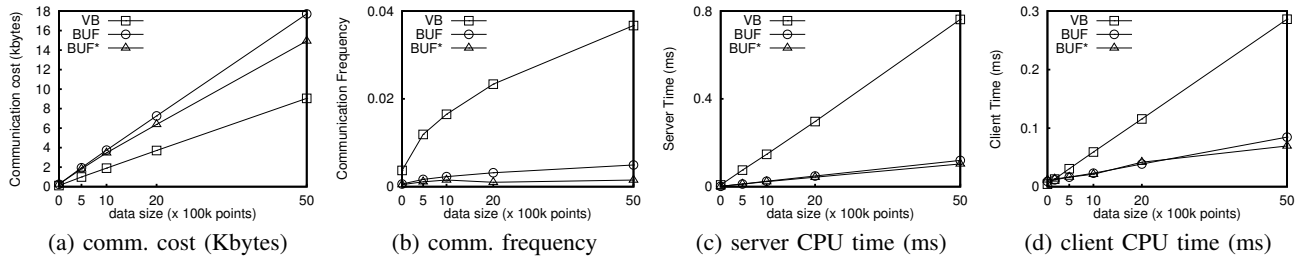 Communication cost (kbytes)
18
16
14
12
10
8
6
4
2
0
VB
BUF
BUF*
0 5 10 20 50
data size (x 100k points)
(a) comm. cost (Kbytes)
Communication Frequency
0.04
0.02
0
VB
BUF
BUF*
0 5 10 20 50
data size (x 100k points)
(b) comm. frequency
Server Time (ms)
0.8
0.4
0
VB
BUF
BUF*
0 5 10 20 50
data size (x 100k points)
(c) server CPU time (ms)
Client Time (ms)
0.3
0.2
0.1
0
VB
BUF
BUF*
0 5 10 20 50
data size (x 100k points)
(d) client CPU time (ms)